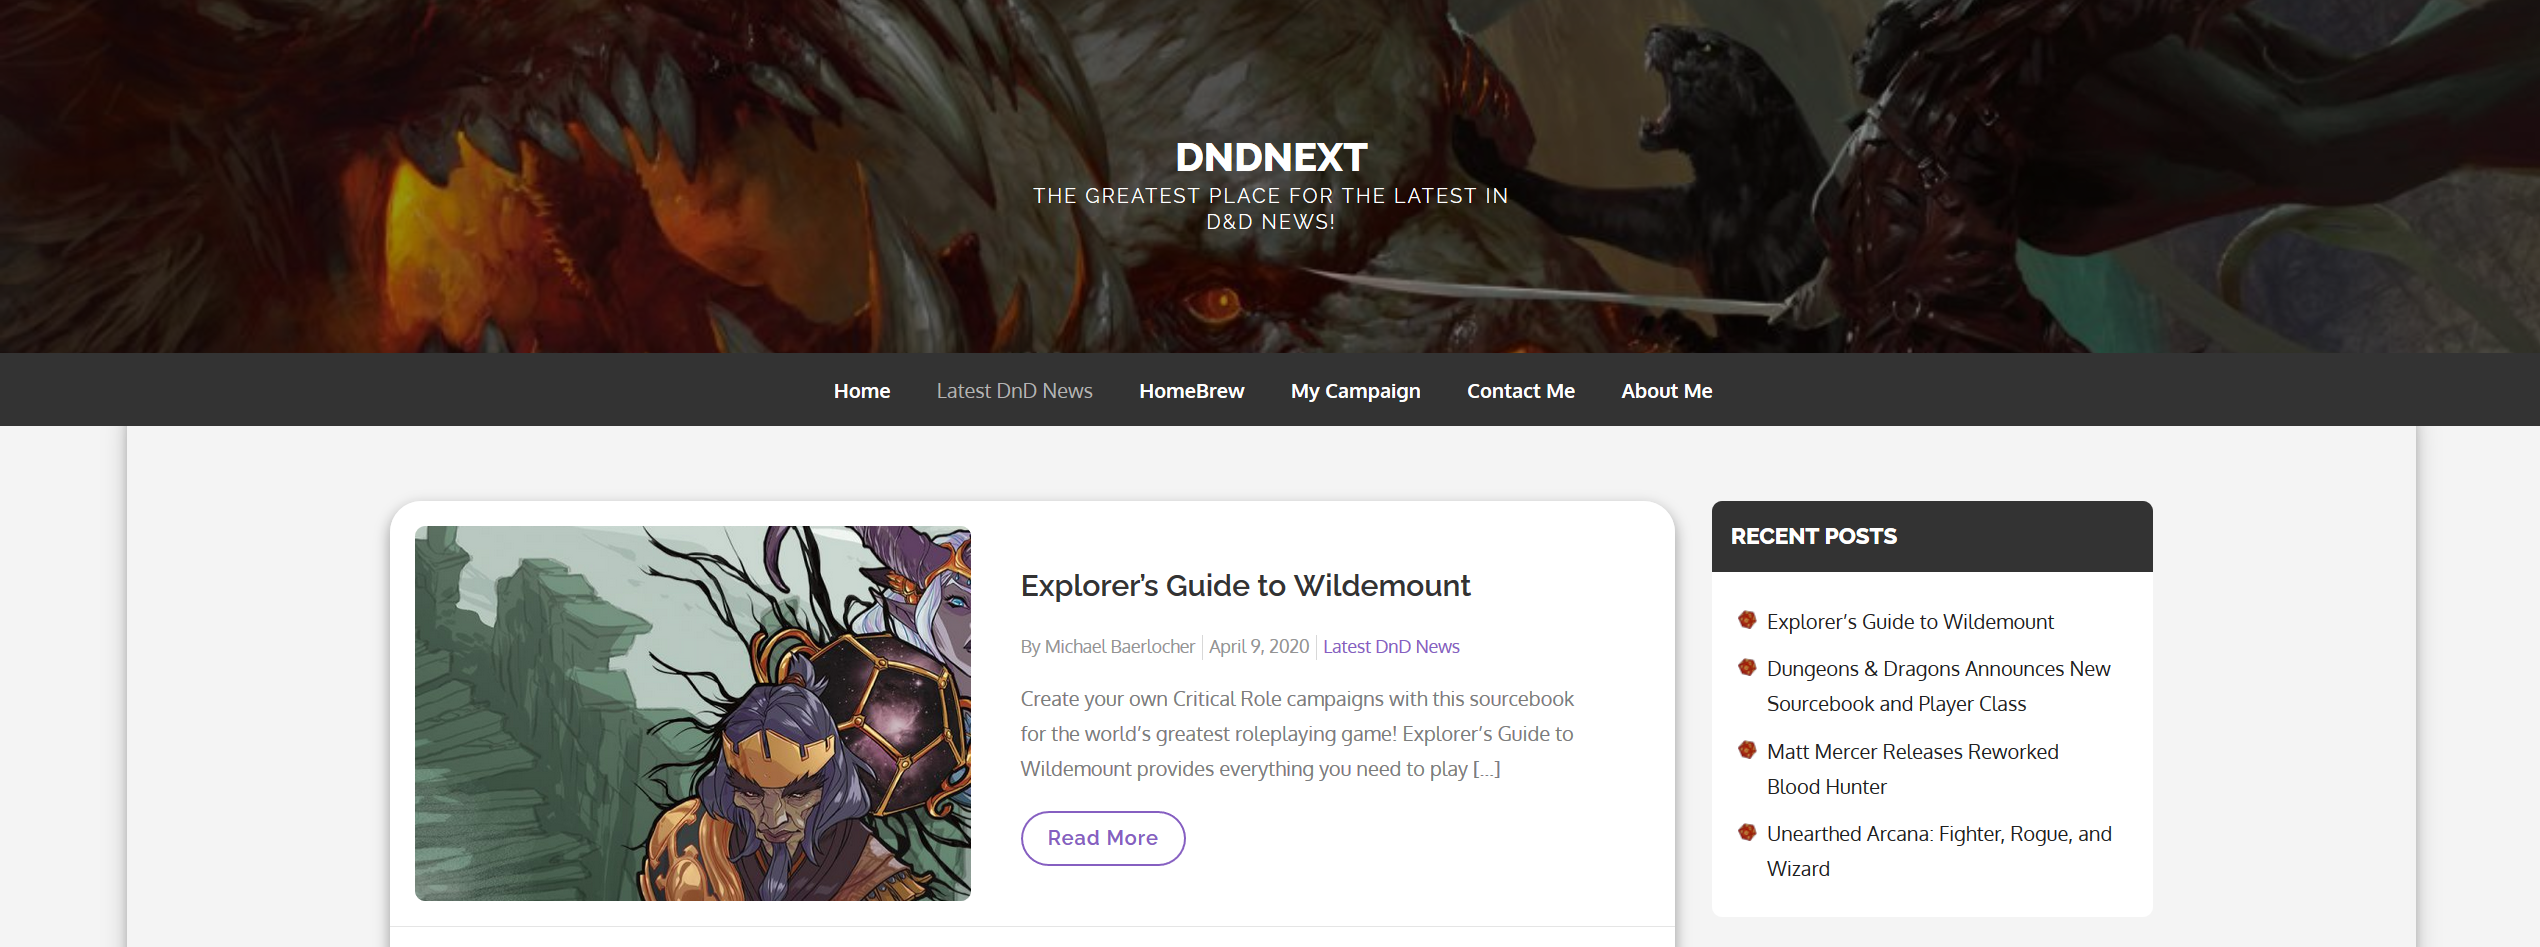 DNDNEXT
THE GREATEST PLACE FOR THE LATEST IN
D&D NEWS!
Home Latest DnD News HomeBrew My Campaign Contact Me About Me
Explorer’s Guide to Wildemount
By Michael Baerlocher April 9, 2020 Latest DnD News
Create your own Critical Role campaigns with this sourcebook
for the world’s greatest roleplaying game! Explorer’s Guide to
Wildemount provides everything you need to play [...]
Read More
RECENT POSTS
Explorer’s Guide to Wildemount
Dungeons & Dragons Announces New
Sourcebook and Player Class
Matt Mercer Releases Reworked
Blood Hunter
Unearthed Arcana: Fighter, Rogue, and
Wizard